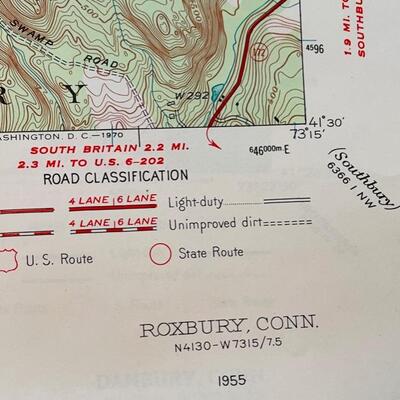 SWAMP
ROAD
R Y
172
W292
4596
1.9 MI. TO
SOUTHBUR
ASHINGTON, D. C.—1970
SOUTH BRITAIN 2.2 MI.
2.3 MI. TO U.S. 6-202
646000m.E
41°30'
73°15'
(Southbury)
6366 I NW
ROAD CLASSIFICATION
4 LANE 6 LANE
Light-duty
4 LANE 6 LANE
Unimproved dirt
U.S. Route
State Route
ROXBURY, CONN.
N4130—W7315/7.5
1955